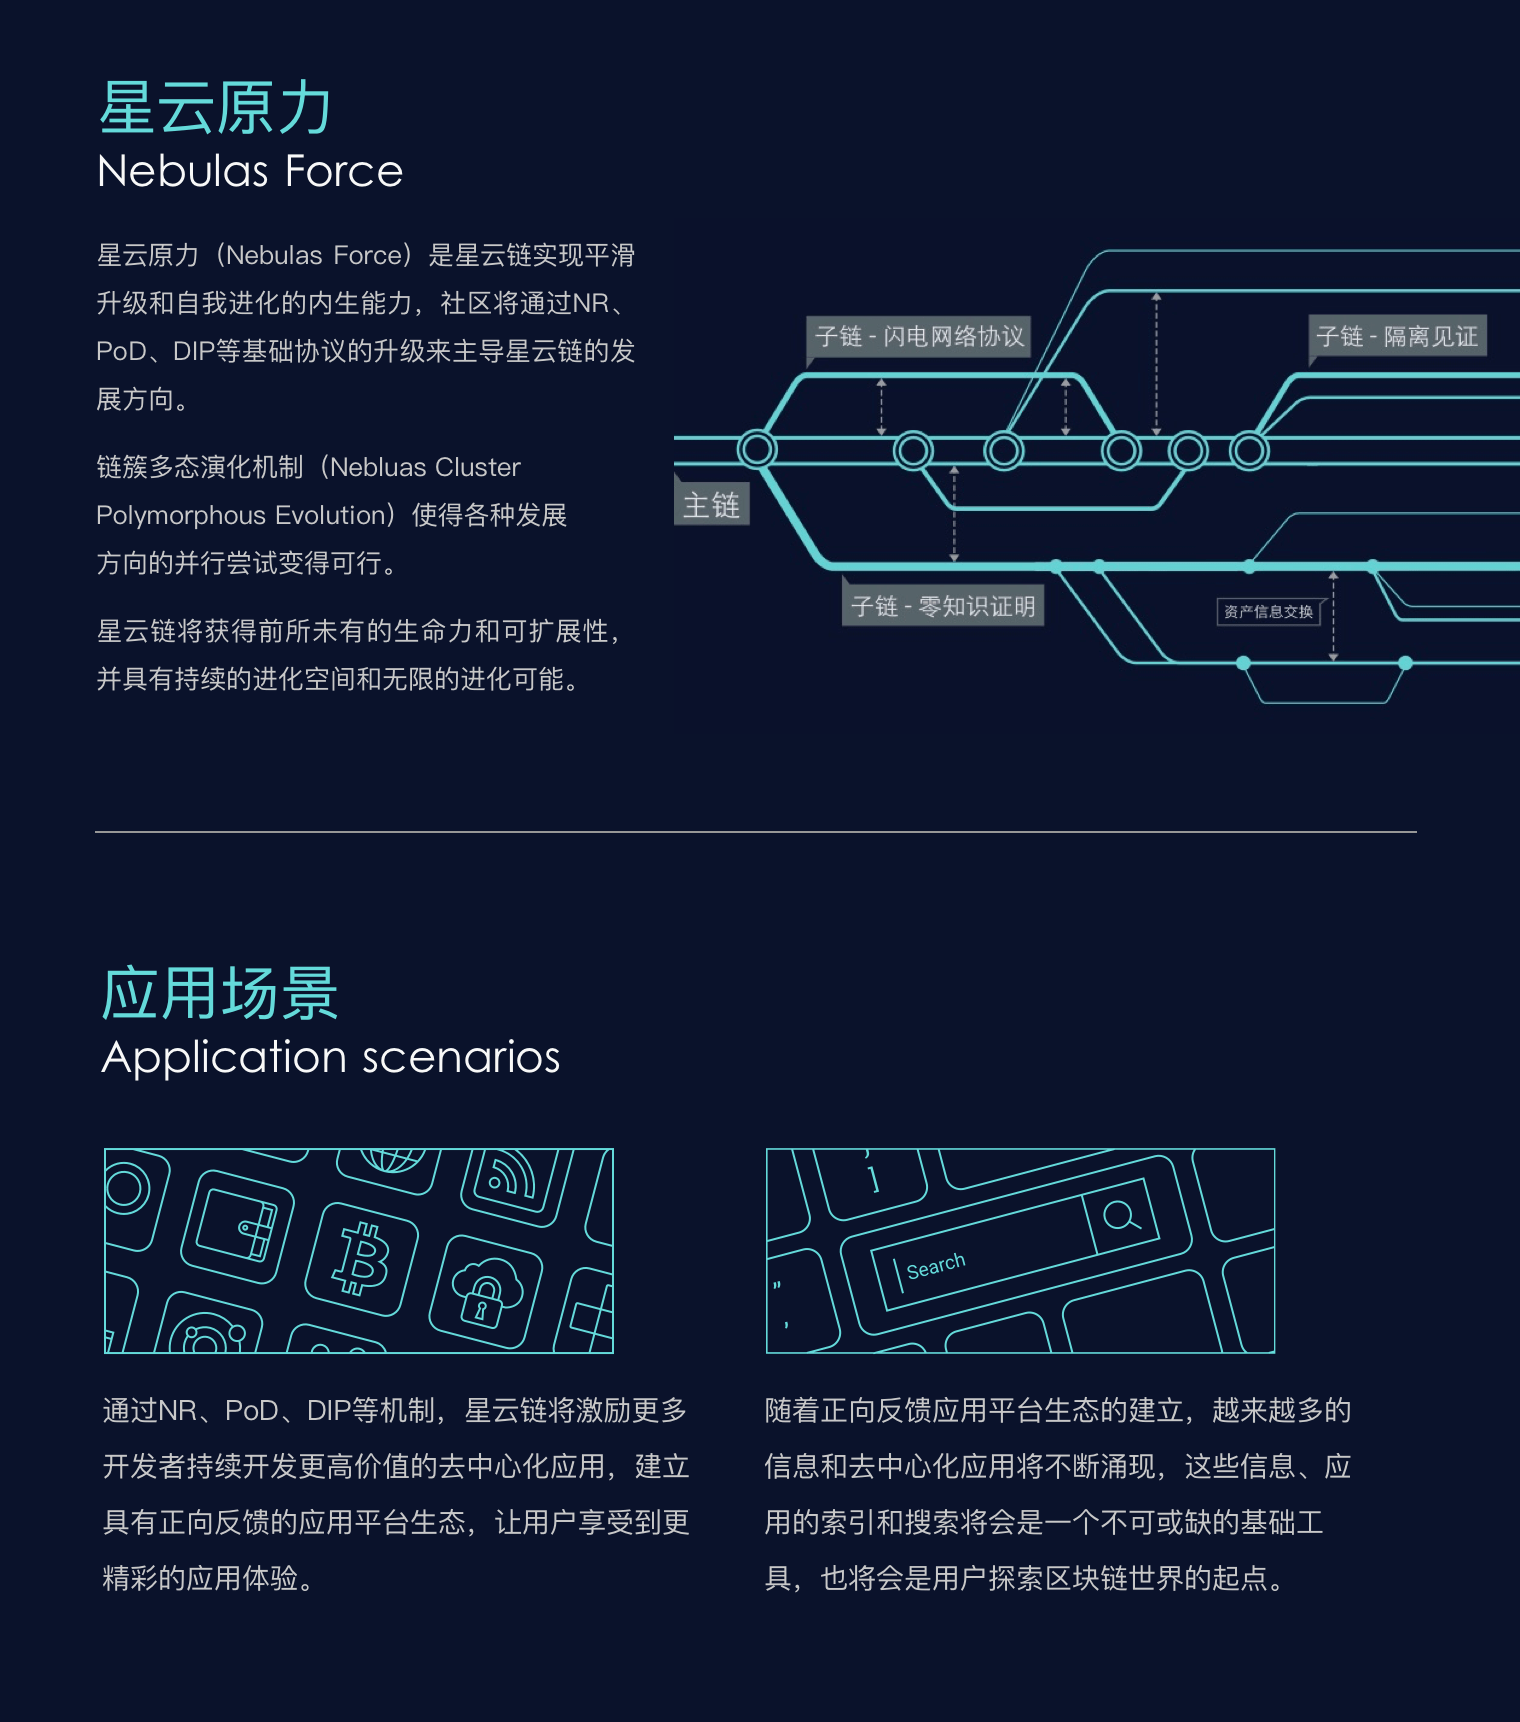 星云原力
Nebulas Force
星云原力（Nebulas Force）是星云链实现平滑
升级和自我进化的内生能力，社区将通过NR、
PoD、DIP等基础协议的升级来主导星云链的发
展方向。
链簇多态演化机制（Nebluas Cluster
Polymorphous Evolution）使得各种发展
方向的并行尝试变得可行。
星云链将获得前所未有的生命力和可扩展性，
并具有持续的进化空间和无限的进化可能。
子链 - 闪电网络协议
子链 - 隔离见证
主链
子链 - 零知识证明
资产信息交换
应用场景
Application scenarios
]
Search
"
,
通过NR、PoD、DIP等机制，星云链将激励更多
开发者持续开发更高价值的去中心化应用，建立
具有正向反馈的应用平台生态，让用户享受到更
精彩的应用体验。
随着正向反馈应用平台生态的建立，越来越多的
信息和去中心化应用将不断涌现，这些信息、应
用的索引和搜索将会是一个不可或缺的基础工
具，也将会是用户探索区块链世界的起点。